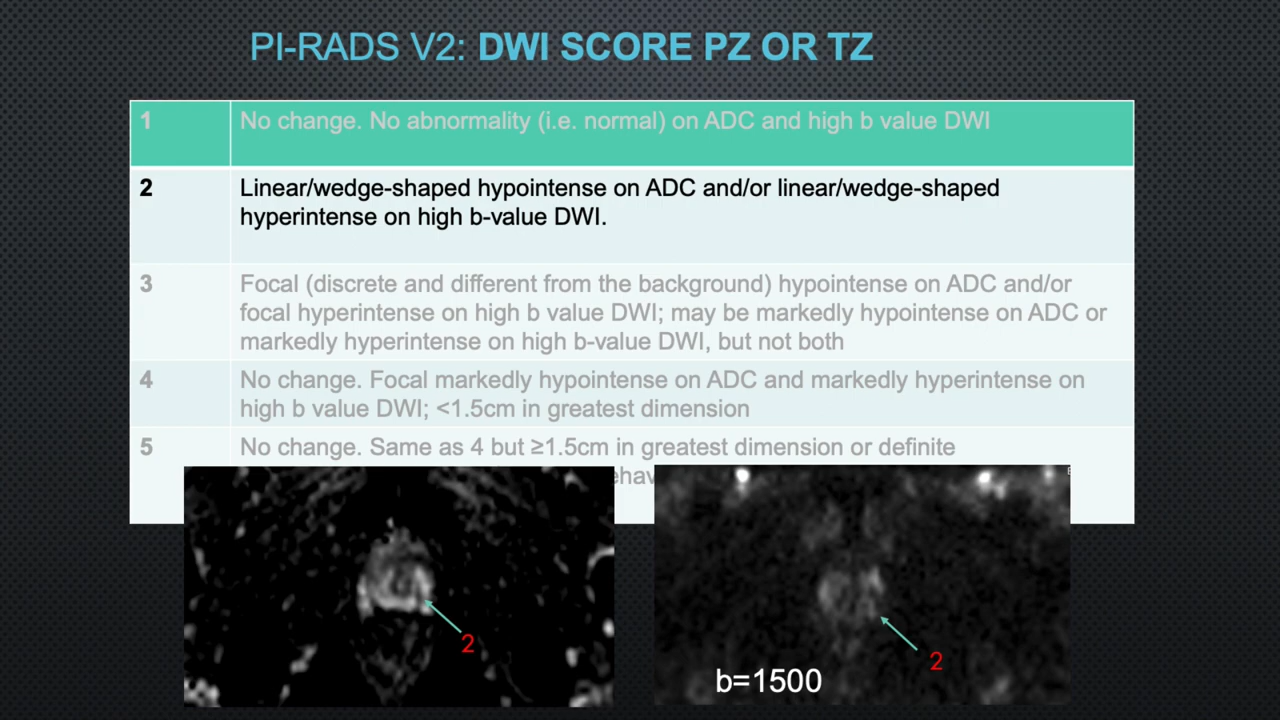 PI-RADS V2: DWI SCORE PZ OR TZ
1
No change. No abnormality (i.e. normal) on ADC and high b value DWI
2
Linear/wedge-shaped hypointense on ADC and/or linear/wedge-shaped
hyperintense on high b-value DWI.
3
Focal (discrete and different from the background) hypointense on ADC and/or
focal hyperintense on high b value DWI; may be markedly hypointense on ADC or
markedly hyperintense on high b-value DWI, but not both
4
No change. Focal markedly hypointense on ADC and markedly hyperintense on
high b value DWI; <1.5cm in greatest dimension
5
No change. Same as 4 but ≥1.5cm in greatest dimension or definite
2
2
b=1500